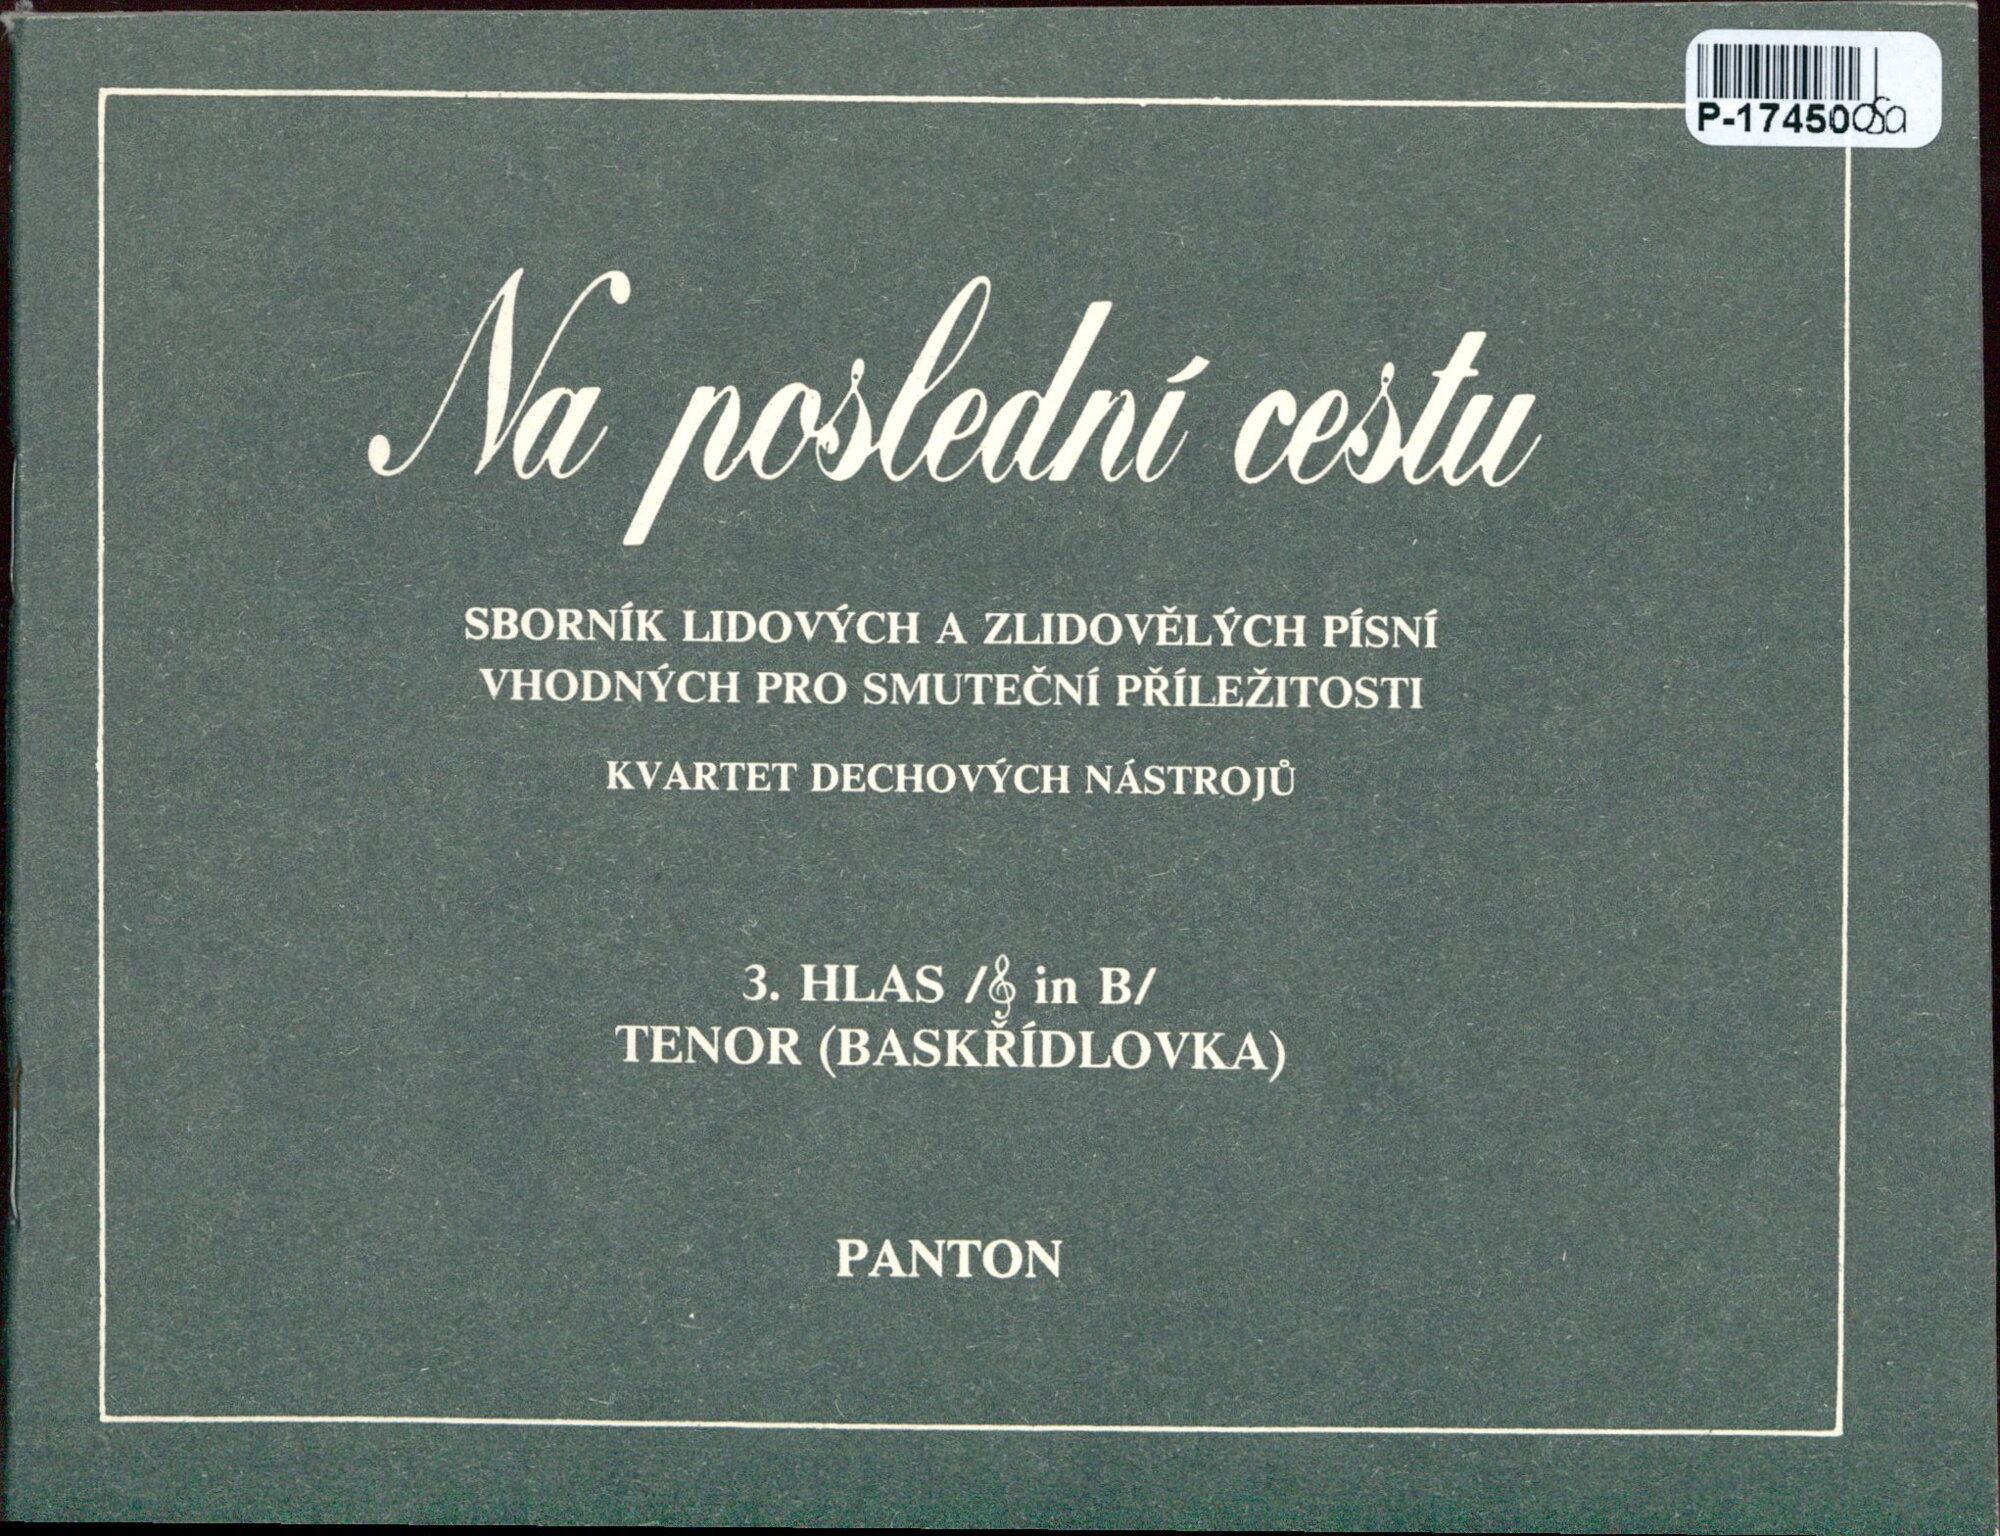 P-17450
Na poslední cestu
SBORNÍK LIDOVÝCH A ZLIDOVĚLÝCH PÍSNÍ
VHODNÝCH PRO SMUTEČNÍ PŘÍLEŽITOSTI
KVARTET DECHOVÝCH NÁSTROJŮ
3. HLAS /𝄞 in B/
TENOR (BASKŘÍDLOVKA)
PANTON